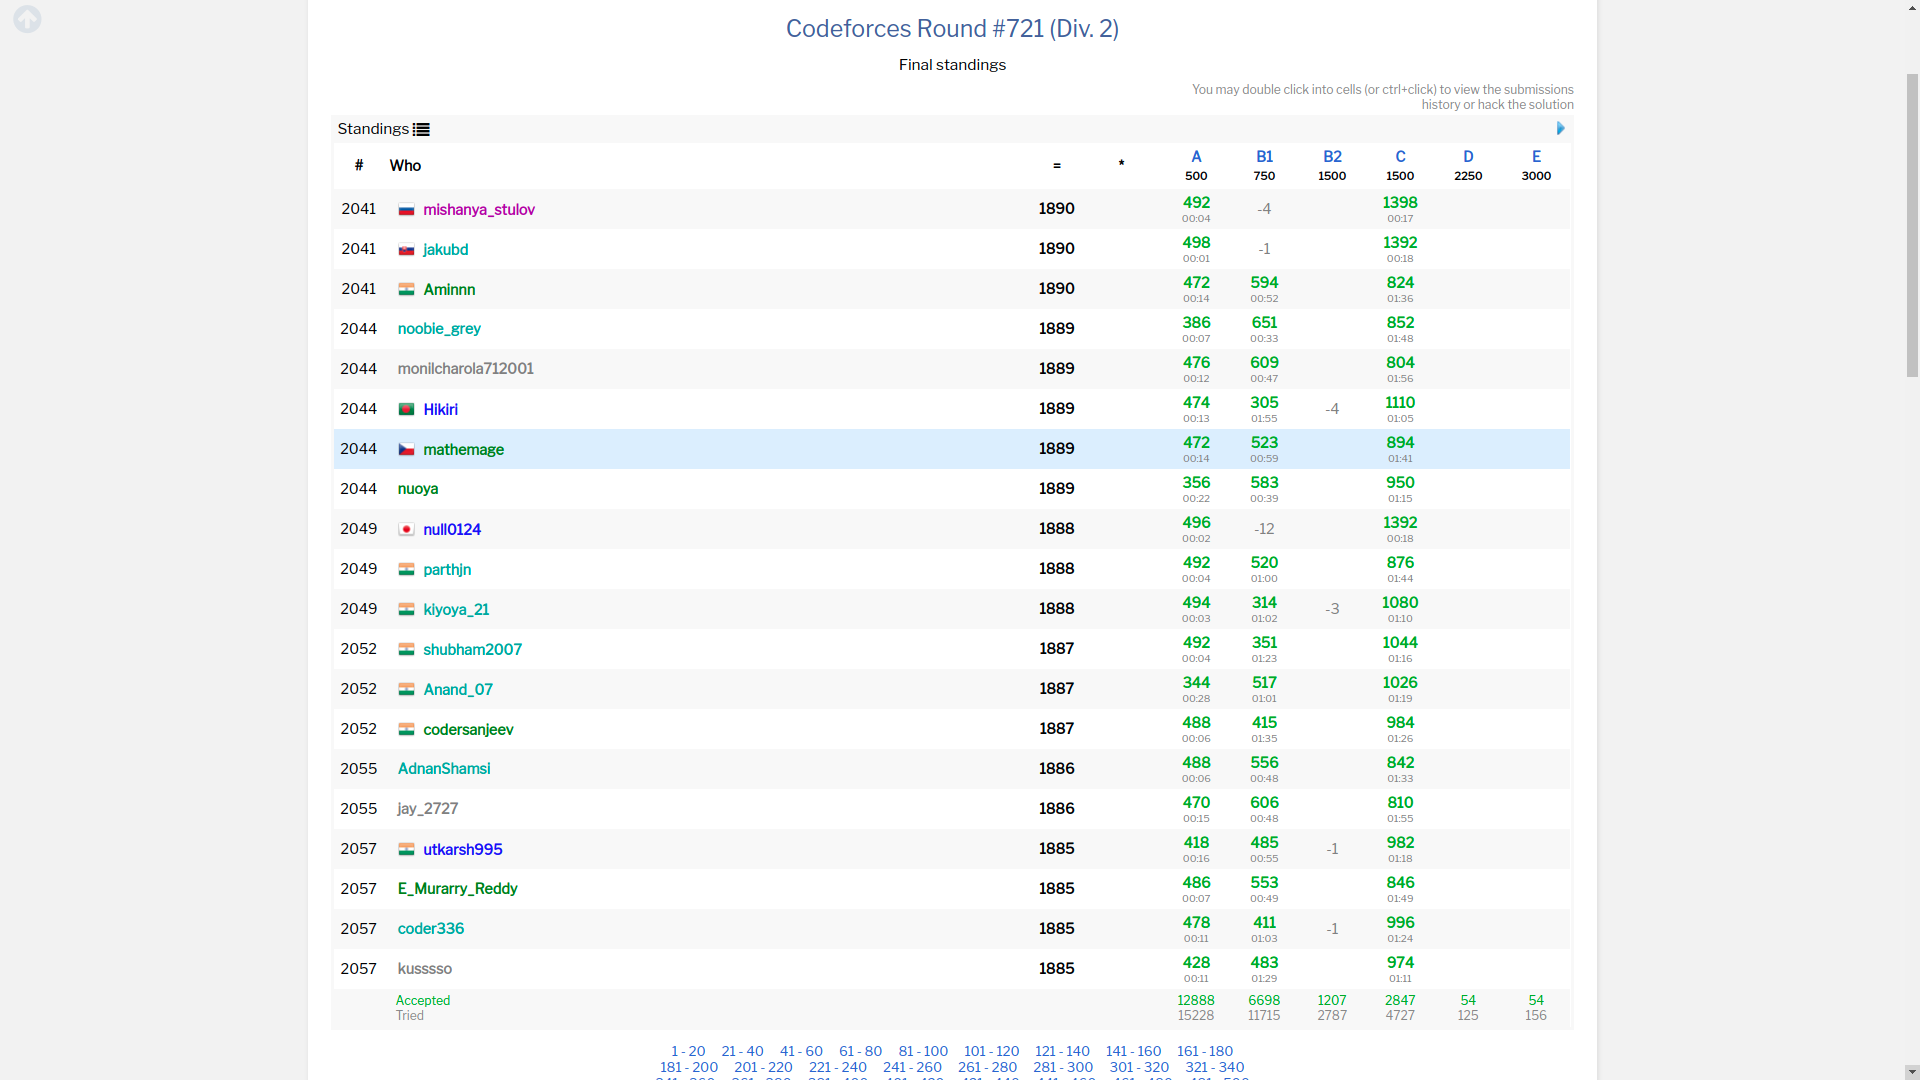 Codeforces Round #721 (Div. 2)
Final standings
You may double click into cells (or ctrl+click) to view the submissions
history or hack the solution
Standings
# Who = * A B1 B2 C D E
500 750 1500 1500 2250 3000
2041 mishanya_stulov 1890 492 -4 1398
00:04 00:17
2041 jakubd 1890 498 -1 1392
00:01 00:18
2041 Aminnn 1890 472 594 824
00:14 00:52 01:36
2044 noobie_grey 1889 386 651 852
00:07 00:33 01:48
2044 monilcharola712001 1889 476 609 804
00:12 00:47 01:56
2044 Hikiri 1889 474 305 -4 1110
00:13 01:55 01:05
2044 mathemage 1889 472 523 894
00:14 00:59 01:41
2044 nuoya 1889 356 583 950
00:22 00:39 01:15
2049 null0124 1888 496 -12 1392
00:02 00:18
2049 parthjn 1888 492 520 876
00:04 01:00 01:44
2049 kiyoya_21 1888 494 314 -3 1080
00:03 01:02 01:10
2052 shubham2007 1887 492 351 1044
00:04 01:23 01:16
2052 Anand_07 1887 344 517 1026
00:28 01:01 01:19
2052 codersanjeev 1887 488 415 984
00:06 01:35 01:26
2055 AdnanShamsi 1886 488 556 842
00:06 00:48 01:33
2055 jay_2727 1886 470 606 810
00:15 00:48 01:55
2057 utkarsh995 1885 418 485 -1 982
00:16 00:55 01:18
2057 E_Murarry_Reddy 1885 486 553 846
00:07 00:49 01:49
2057 coder336 1885 478 411 -1 996
00:11 01:03 01:24
2057 kusssso 1885 428 483 974
00:11 01:29 01:11
Accepted 12888 6698 1207 2847 54 54
Tried 15228 11715 2787 4727 125 156
1 - 20 21 - 40 41 - 60 61 - 80 81 - 100 101 - 120 121 - 140 141 - 160 161 - 180
181 - 200 201 - 220 221 - 240 241 - 260 261 - 280 281 - 300 301 - 320 321 - 340